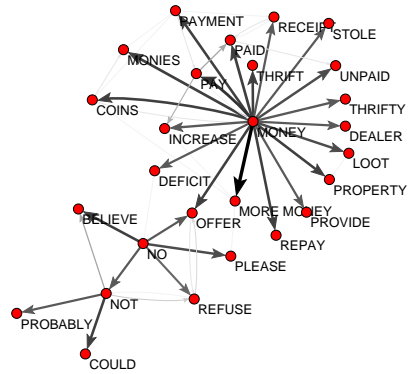 PAYMENT
RECEIPT
STOLE
MONIES
PAID
PAY
THRIFT
UNPAID
COINS
THRIFTY
INCREASE
MONEY
DEALER
LOOT
DEFICIT
PROPERTY
BELIEVE
OFFER
MORE MONEY
PROVIDE
REPAY
NO
PLEASE
NOT
REFUSE
PROBABLY
COULD